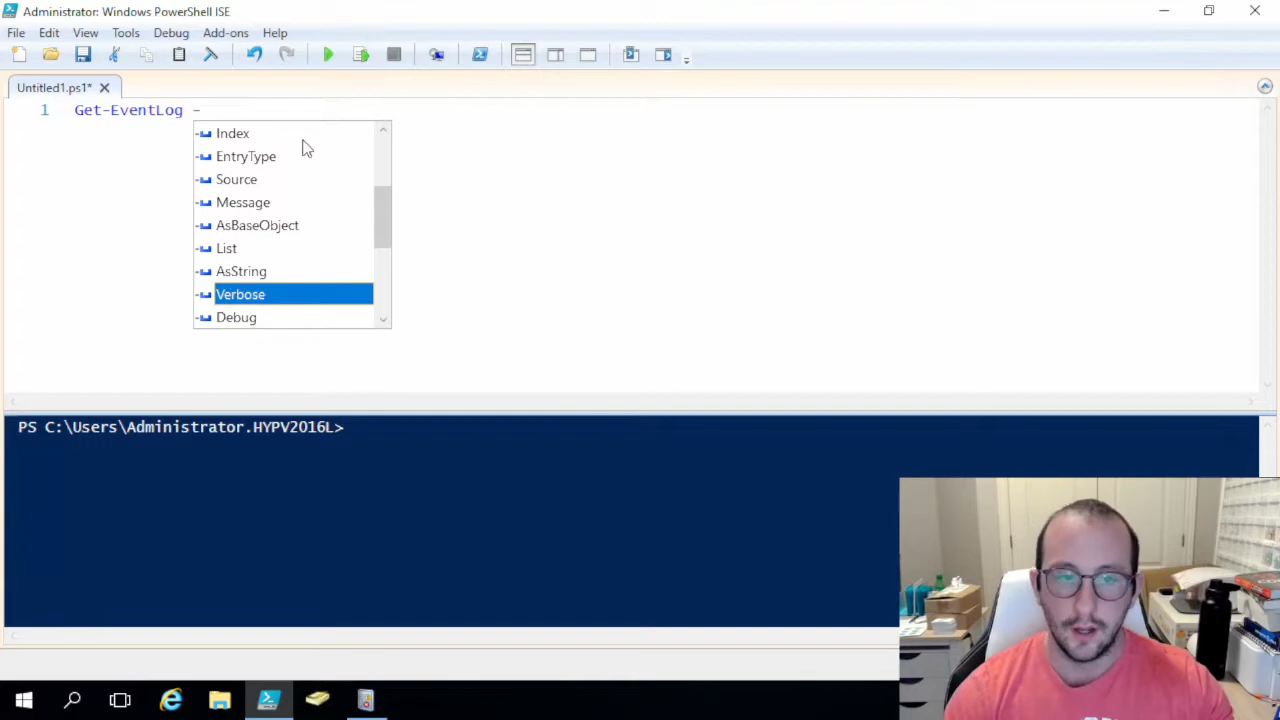 Administrator: Windows PowerShell ISE
File Edit View Tools Debug Add-ons Help
Untitled1.ps1*
1 Get-EventLog -
Index
EntryType
Source
Message
AsBaseObject
List
AsString
Verbose
Debug
PS C:\Users\Administrator.HYPV2016L>